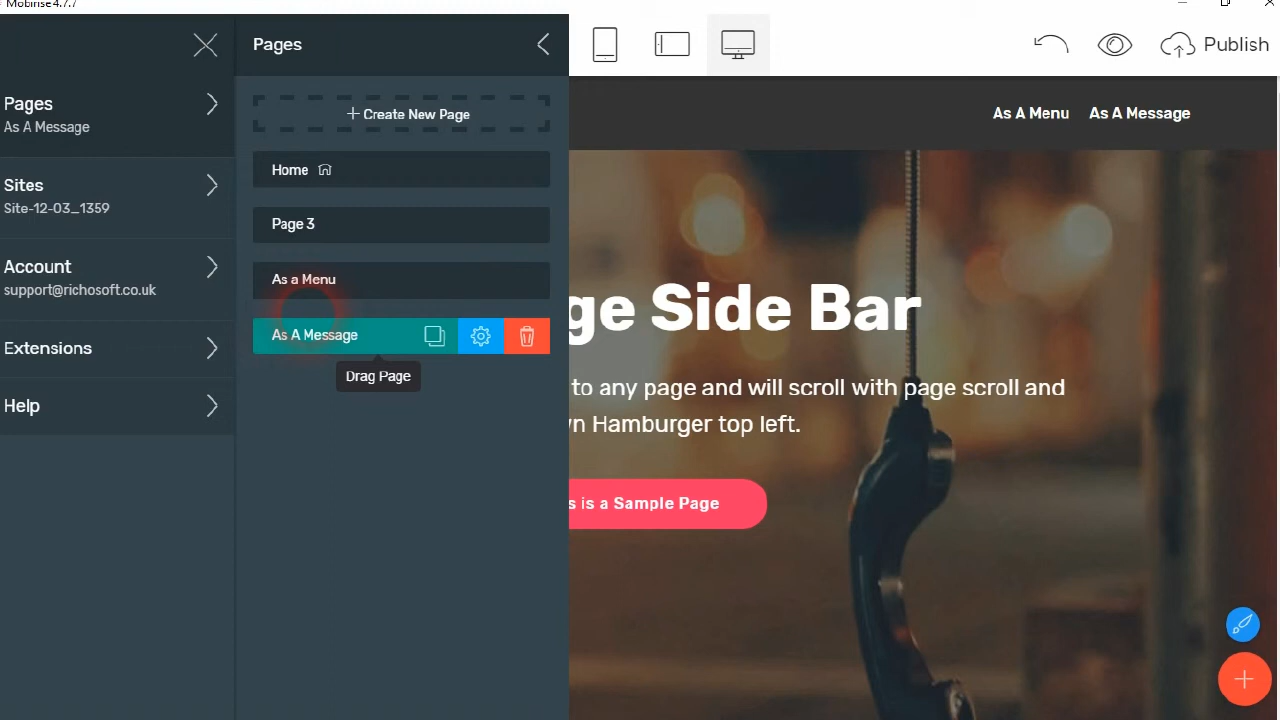 Mobirise 4.7.7
Pages
As A Message
Sites
Site-12-03_1359
Account
support@richosoft.co.uk
Extensions
Help
Pages
Create New Page
Home
Page 3
As a Menu
As A Message
Drag Page
Publish
As A Menu
As A Message
ge Side Bar
to any page and will scroll with page scroll and
n Hamburger top left.
s is a Sample Page